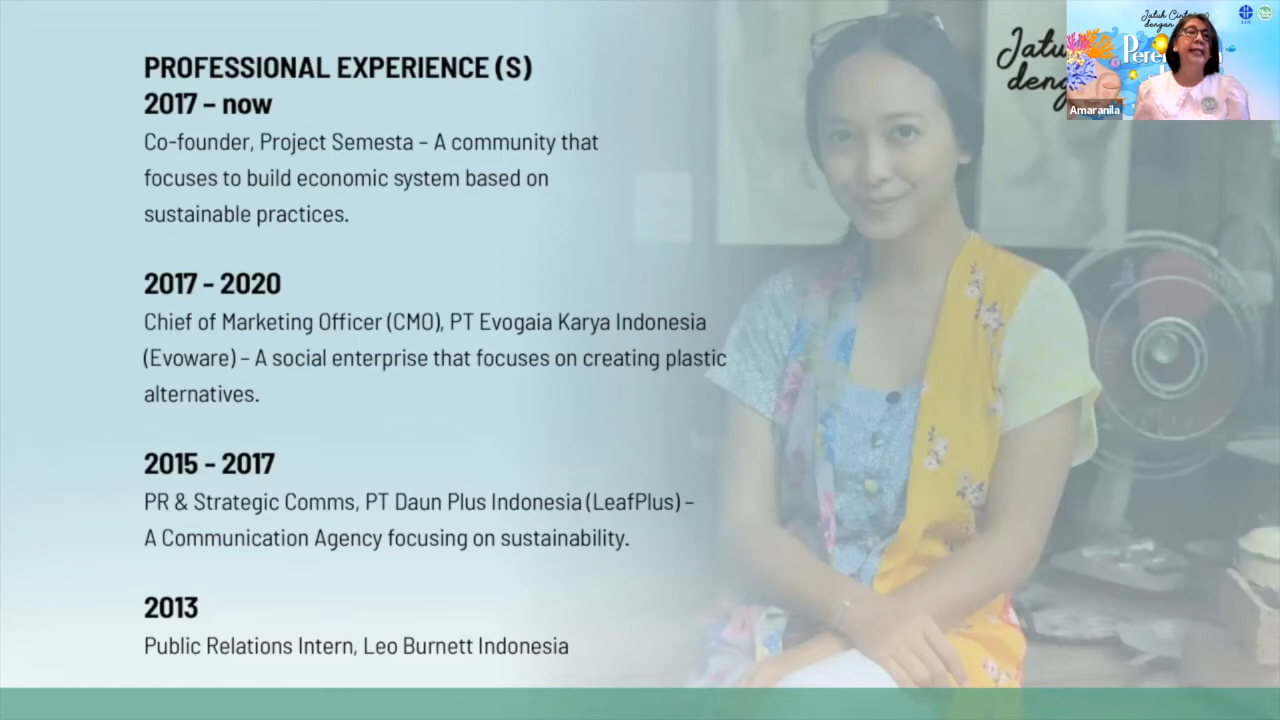 PROFESSIONAL EXPERIENCE (S)
2017 – now
Co-founder, Project Semesta – A community that
focuses to build economic system based on
sustainable practices.
2017 - 2020
Chief of Marketing Officer (CMO), PT Evogaia Karya Indonesia
(Evoware) – A social enterprise that focuses on creating plastic
alternatives.
2015 - 2017
PR & Strategic Comms, PT Daun Plus Indonesia (LeafPlus) –
A Communication Agency focusing on sustainability.
2013
Public Relations Intern, Leo Burnett Indonesia
Jatuh
dengan
Amaranila